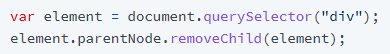 var element = document.querySelector("div");
element.parentNode.removeChild(element);